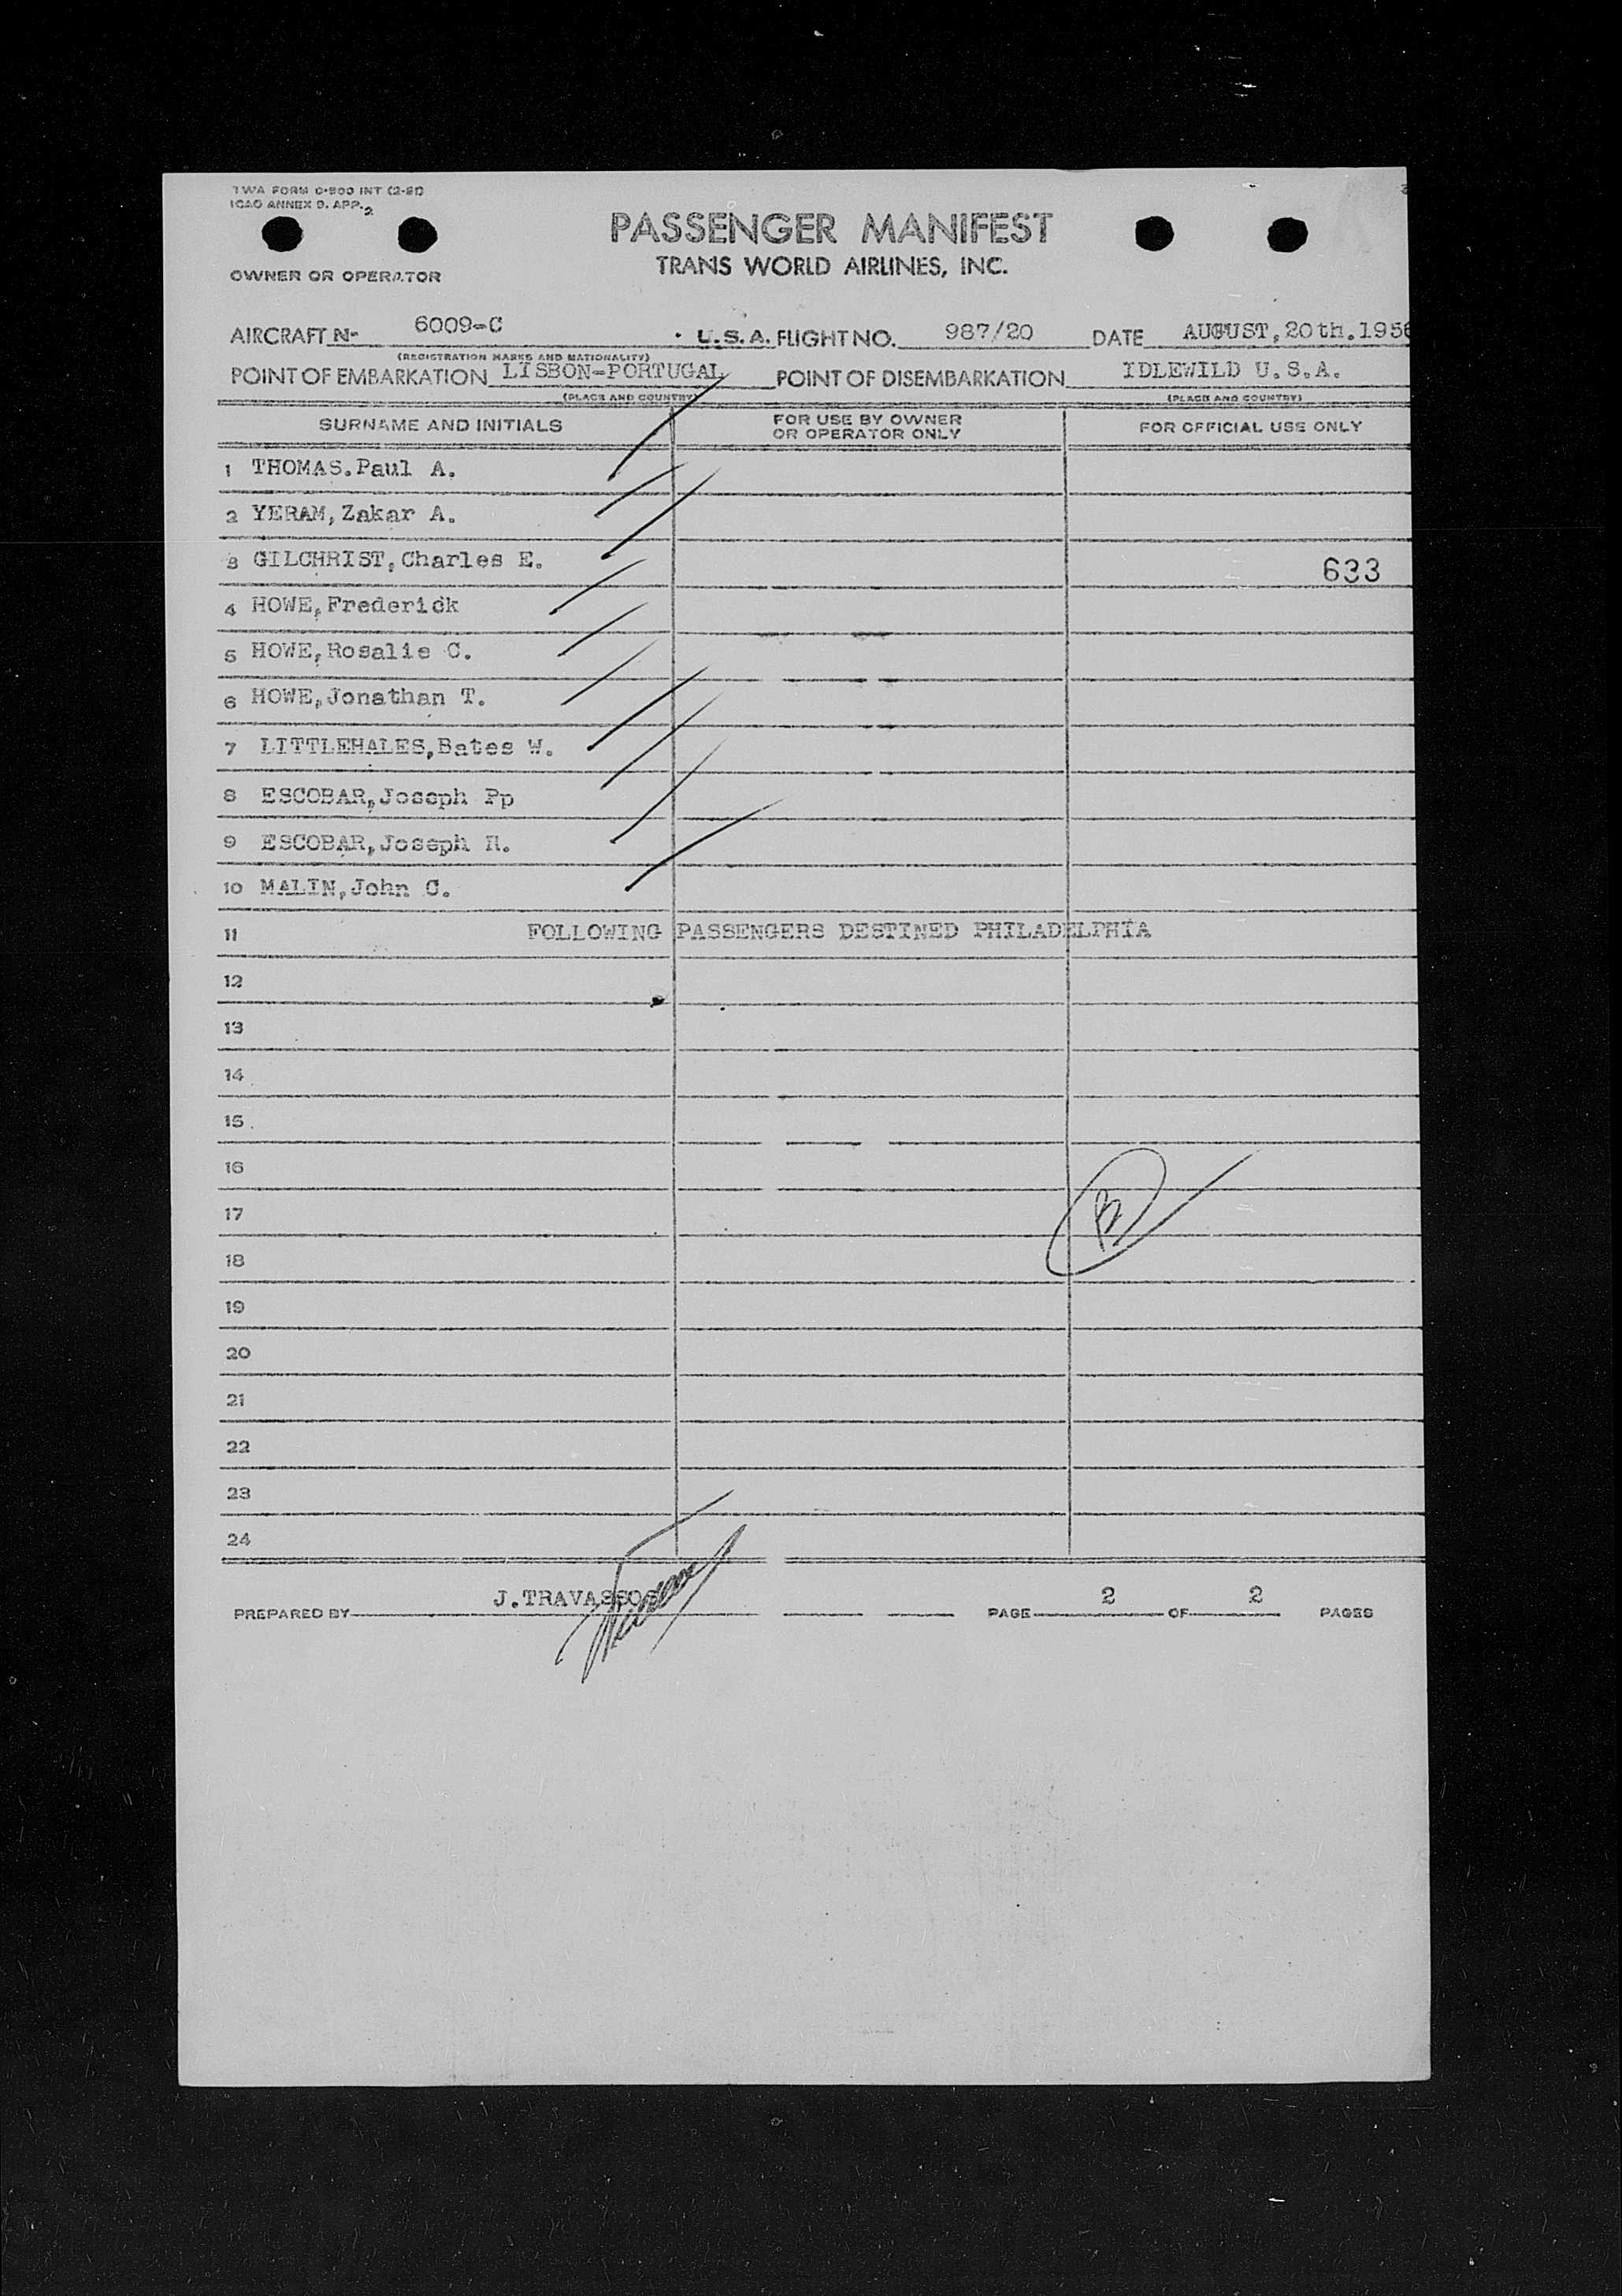 TWA FORM C-800 INT (2-51)
ICAO ANNEX 9. APP. 2
PASSENGER MANIFEST
TRANS WORLD AIRLINES, INC.
OWNER OR OPERATOR
AIRCRAFT N- 6009-C U.S.A. FLIGHT NO. 987/20 DATE AUGUST, 20th. 1956
(REGISTRATION MARKS AND NATIONALITY)
POINT OF EMBARKATION LISBON-PORTUGAL POINT OF DISEMBARKATION IDLEWILD U.S.A.
(PLACE AND COUNTRY) (PLACE AND COUNTRY)
SURNAME AND INITIALS FOR USE BY OWNER OR OPERATOR ONLY FOR OFFICIAL USE ONLY
1 THOMAS.Paul A.
2 YERAM, Zakar A.
3 GILCHRIST, Charles E. 633
4 HOWE, Frederick
5 HOWE, Rosalie C.
6 HOWE, Jonathan T.
7 LITTLEHALES, Bates W.
8 ESCOBAR, Joseph Pp
9 ESCOBAR, Joseph R.
10 MALIN, John C.
11 FOLLOWING PASSENGERS DESTINED PHILADELPHIA
12
13
14
15
16
17
18
19
20
21
22
23
24
PREPARED BY J.TRAVASSOS PAGE 2 OF 2 PAGES